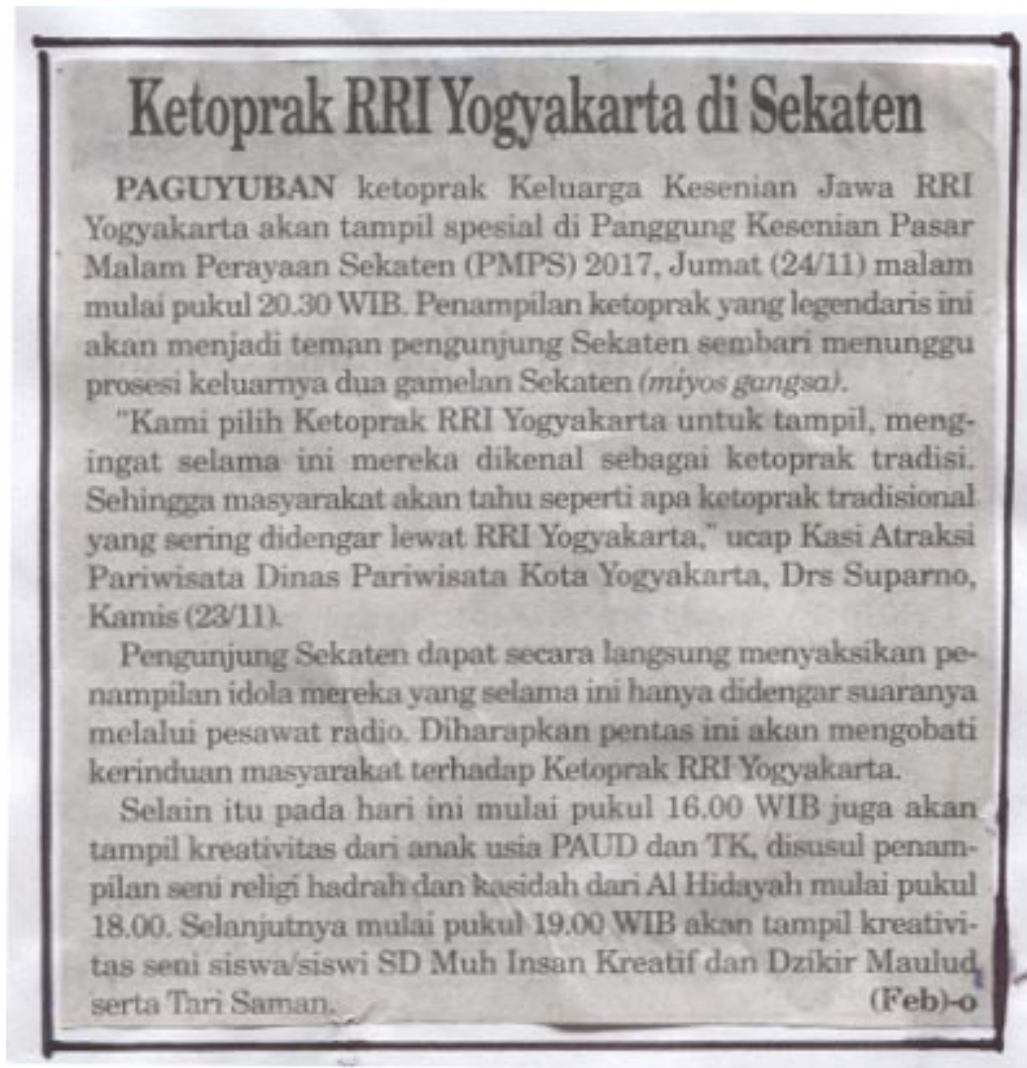 Ketoprak RRI Yogyakarta di Sekaten
PAGUYUBAN ketoprak Keluarga Kesenian Jawa RRI
Yogyakarta akan tampil spesial di Panggung Kesenian Pasar
Malam Perayaan Sekaten (PMPS) 2017, Jumat (24/11) malam
mulai pukul 20.30 WIB. Penampilan ketoprak yang legendaris ini
akan menjadi teman pengunjung Sekaten sembari menunggu
prosesi keluarnya dua gamelan Sekaten (miyos gangsa).
"Kami pilih Ketoprak RRI Yogyakarta untuk tampil, meng-
ingat selama ini mereka dikenal sebagai ketoprak tradisi.
Sehingga masyarakat akan tahu seperti apa ketoprak tradisional
yang sering didengar lewat RRI Yogyakarta," ucap Kasi Atraksi
Pariwisata Dinas Pariwisata Kota Yogyakarta, Drs Suparno,
Kamis (23/11).
Pengunjung Sekaten dapat secara langsung menyaksikan pe-
nampilan idola mereka yang selama ini hanya didengar suaranya
melalui pesawat radio. Diharapkan pentas ini akan mengobati
kerinduan masyarakat terhadap Ketoprak RRI Yogyakarta.
Selain itu pada hari ini mulai pukul 16.00 WIB juga akan
tampil kreativitas dari anak usia PAUD dan TK, disusul penam-
pilan seni religi hadrah dan kasidah dari Al Hidayah mulai pukul
18.00. Selanjutnya mulai pukul 19.00 WIB akan tampil kreativi-
tas seni siswa/siswi SD Muh Insan Kreatif dan Dzikir Maulud
serta Tari Saman. (Feb)-o